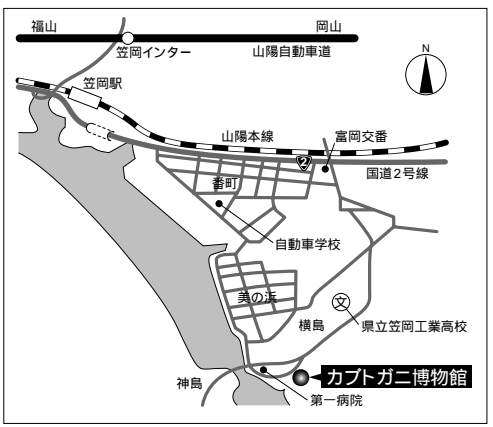 福山
岡山
笠岡インター
山陽自動車道
N
笠岡駅
山陽本線
富岡交番
2
国道2号線
番町
自動車学校
美の浜
文
横島
県立笠岡工業高校
カブトガニ博物館
神島
第一病院